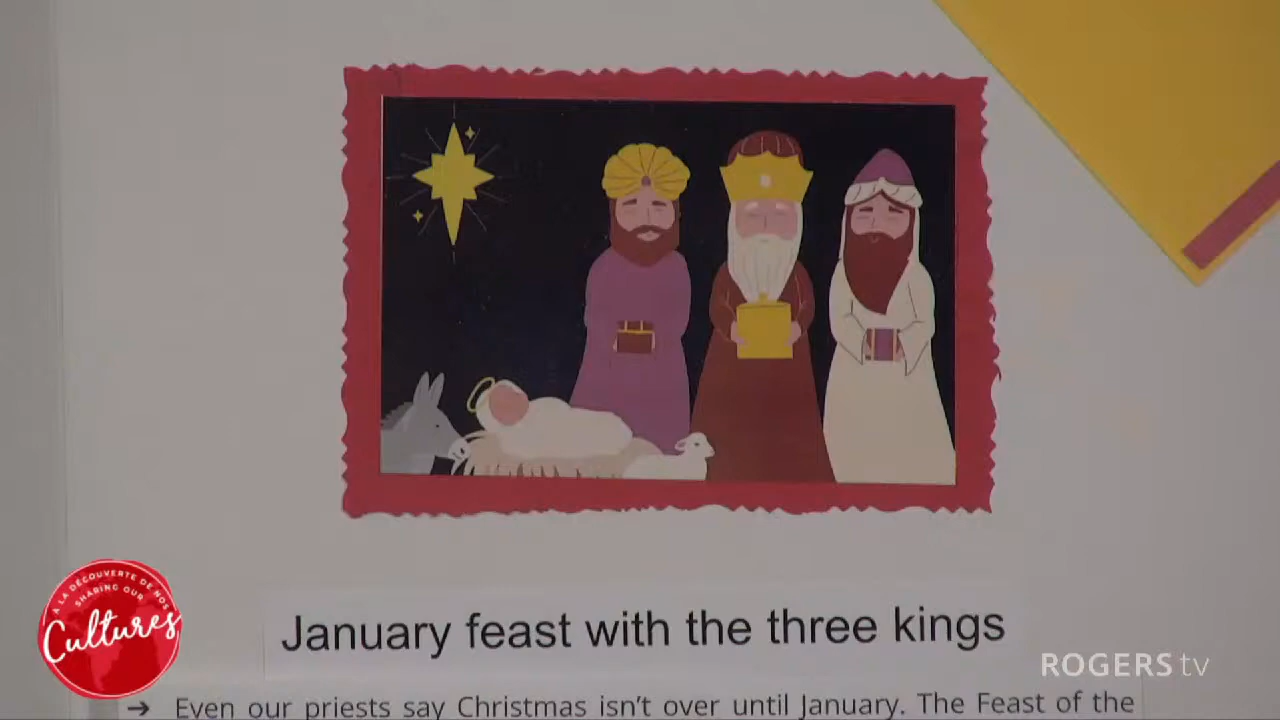 À LA DÉCOUVERTE DE NOS
SHARING OUR
Cultures
January feast with the three kings
ROGERS tv
→ Even our priests say Christmas isn't over until January. The Feast of the